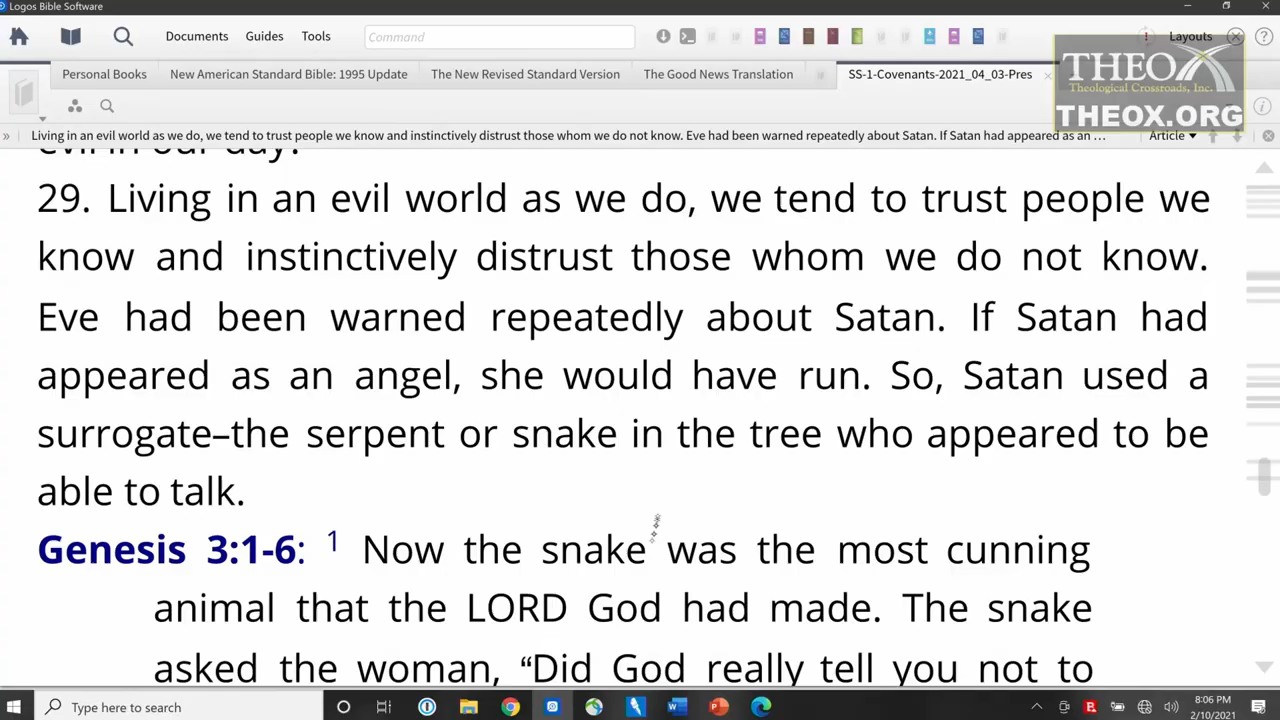 Logos Bible Software
Documents Guides Tools Command Layouts
Personal Books New American Standard Bible: 1995 Update The New Revised Standard Version The Good News Translation SS-1-Covenants-2021_04_03-Pres
THEOX
Theological Crossroads, Inc.
THEOX.ORG
Living in an evil world as we do, we tend to trust people we know and instinctively distrust those whom we do not know. Eve had been warned repeatedly about Satan. If Satan had appeared as an ... Article
evil in our day.
29. Living in an evil world as we do, we tend to trust people we
know and instinctively distrust those whom we do not know.
Eve had been warned repeatedly about Satan. If Satan had
appeared as an angel, she would have run. So, Satan used a
surrogate–the serpent or snake in the tree who appeared to be
able to talk.
Genesis 3:1-6: 1 Now the snake was the most cunning
animal that the LORD God had made. The snake
asked the woman, “Did God really tell you not to
Type here to search
8:06 PM
2/10/2021